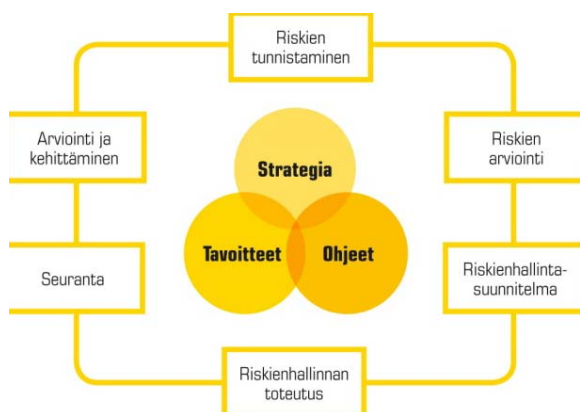 Riskien
tunnistaminen
Arviointi ja
kehittäminen
Riskien
arviointi
Strategia
Tavoitteet
Ohjeet
Seuranta
Riskienhallinta-
suunnitelma
Riskienhallinnan
toteutus